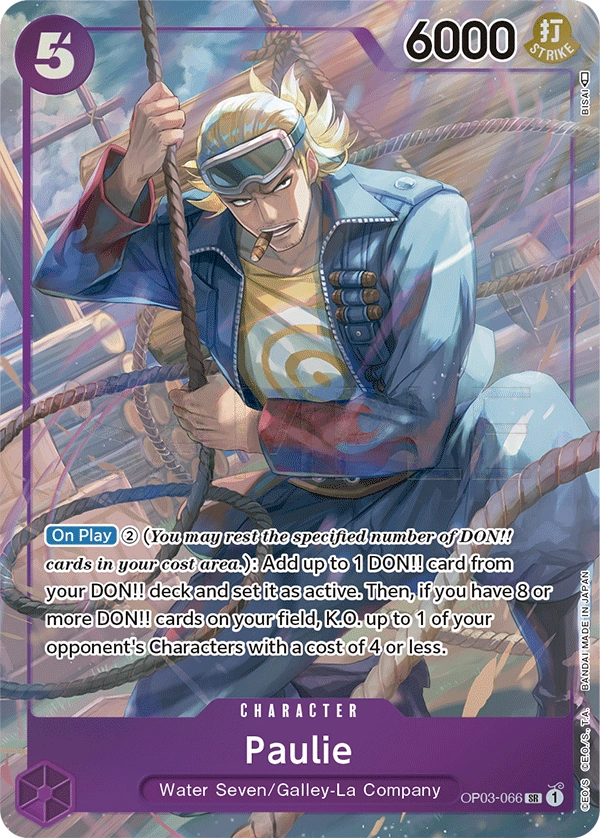 5
6000
打
STRIKE
BISAI
SAMPLE
On Play ② (You may rest the specified number of DON!!
cards in your cost area.): Add up to 1 DON!! card from
your DON!! deck and set it as active. Then, if you have 8 or
more DON!! cards on your field, K.O. up to 1 of your
opponent's Characters with a cost of 4 or less.
CHARACTER
Paulie
Water Seven/Galley-La Company
OP03-066 SR 1
©E.O./S. ©E.O./S., T.A. BANDAI, MADE IN JAPAN